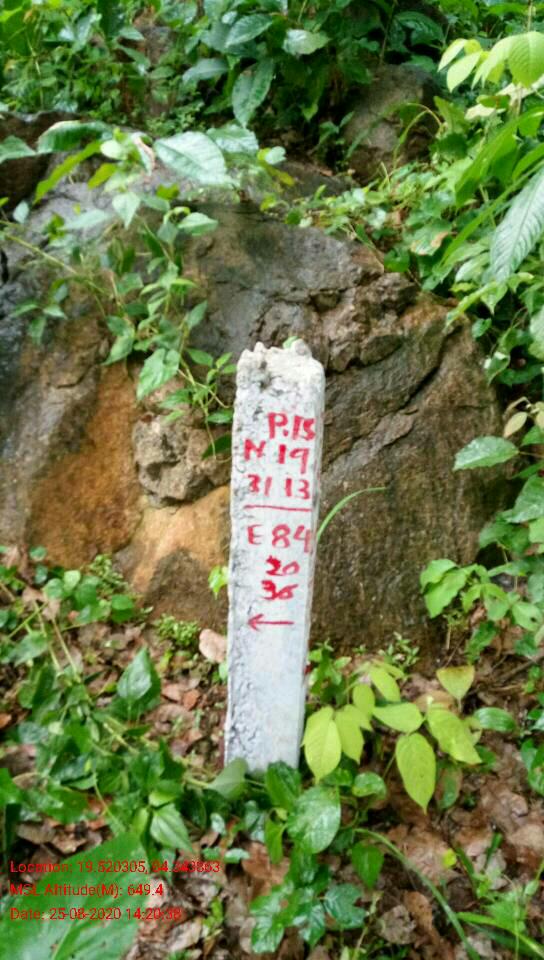 P.15
N 19
31 13
E 84
20
36
←
Location: 19.520305, 84.343863
MSL Altitude(M): 649.4
Date: 25-08-2020 14:20:38